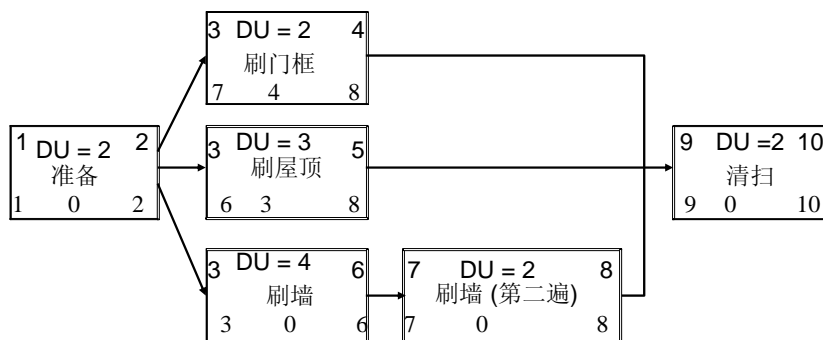 3 DU = 2 4
刷门框
7 4 8
1 DU = 2 2
准备
1 0 2
3 DU = 3 5
刷屋顶
6 3 8
9 DU =2 10
清扫
9 0 10
3 DU = 4 6
刷墙
3 0 6
7 DU = 2 8
刷墙 (第二遍)
7 0 8